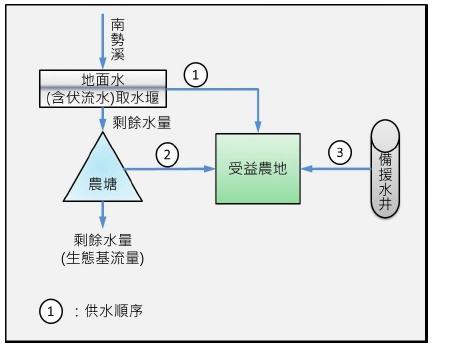 南勢溪
地面水
(含伏流水)取水堰
①
剩餘水量
農塘
②
受益農地
③
備援水井
剩餘水量
(生態基流量)
① ：供水順序